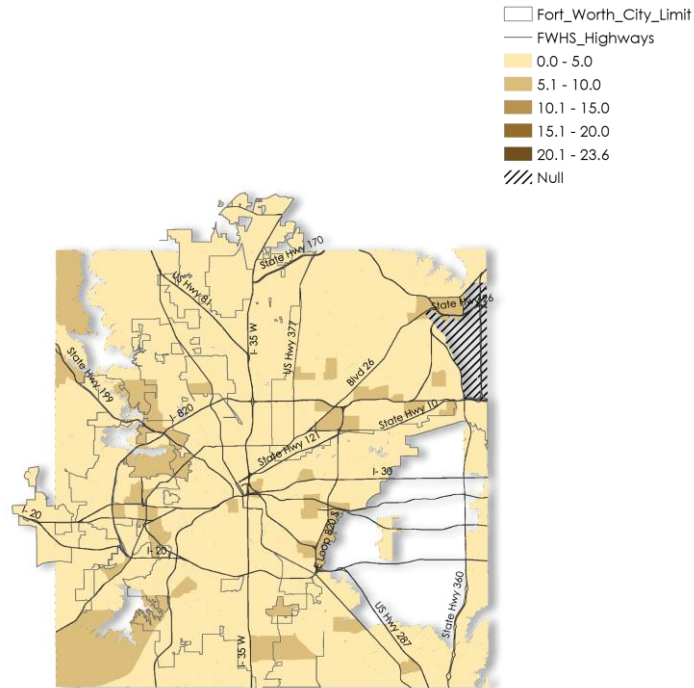 Fort_Worth_City_Limit
FWHS_Highways
0.0 - 5.0
5.1 - 10.0
10.1 - 15.0
15.1 - 20.0
20.1 - 23.6
Null
State Hwy 170
US Hwy 81
State Hwy 26
I- 35 W
US Hwy 377
Blvd 26
State Hwy 199
I- 820
State Hwy 10
State Hwy 121
I- 30
I- 20
E Loop 820 S
I- 20
US Hwy 287
State Hwy 360
I- 35 W